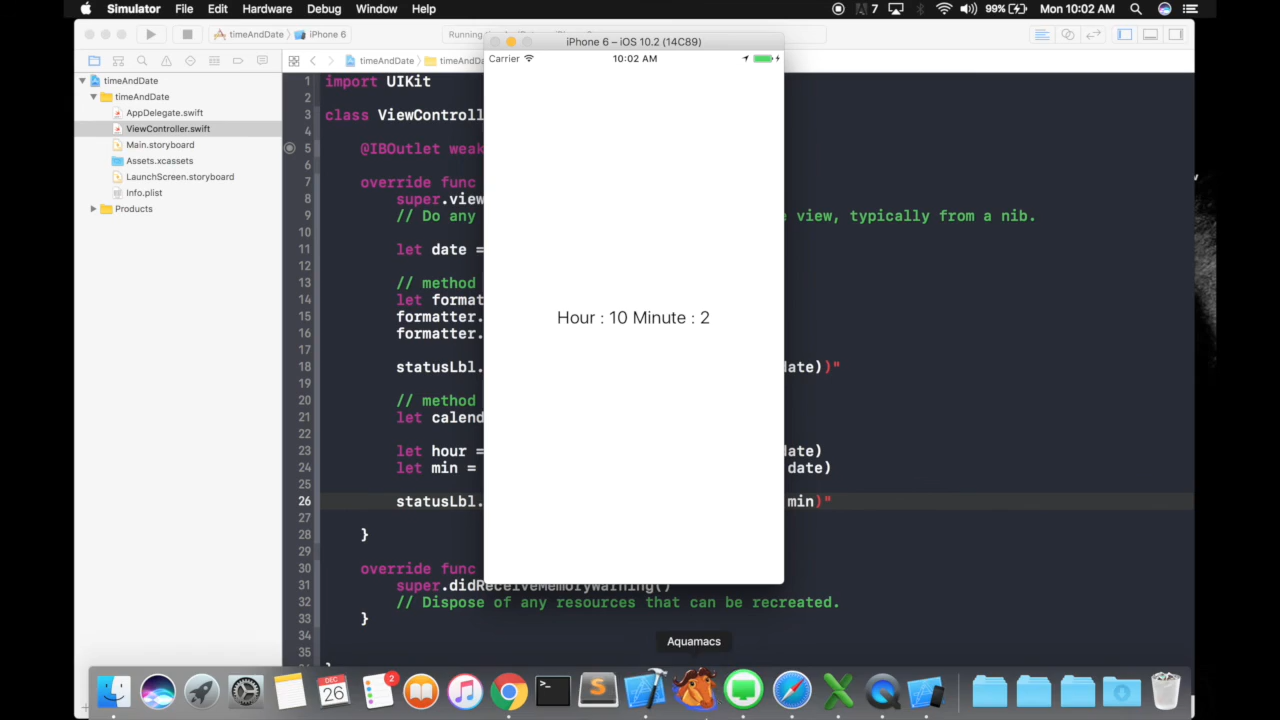 Simulator File Edit Hardware Debug Window Help 7 99% Mon 10:02 AM
timeAndDate iPhone 6 Running
iPhone 6 – iOS 10.2 (14C89)
timeAndDate timeAndDa
Carrier 10:02 AM
timeAndDate
timeAndDate
AppDelegate.swift
ViewController.swift
Main.storyboard
Assets.xcassets
LaunchScreen.storyboard
Info.plist
Products
1 import UIKit
2
3 class ViewControll
4
5 @IBOutlet weak
6
7 override func
8 super.view
9 // Do any e view, typically from a nib.
10
11 let date =
12
13 // method
14 let formatt
15 formatter.
16 formatter.
17
18 statusLbl. date))"
19
20 // method
21 let calend
22
23 let hour = date)
24 let min = date)
25
26 statusLbl. min)"
27
28 }
29
30 override func
31 super.didReceiveMemoryWarning()
32 // Dispose of any resources that can be recreated.
33 }
34
35
Hour : 10 Minute : 2
Aquamacs
DEC
26
2